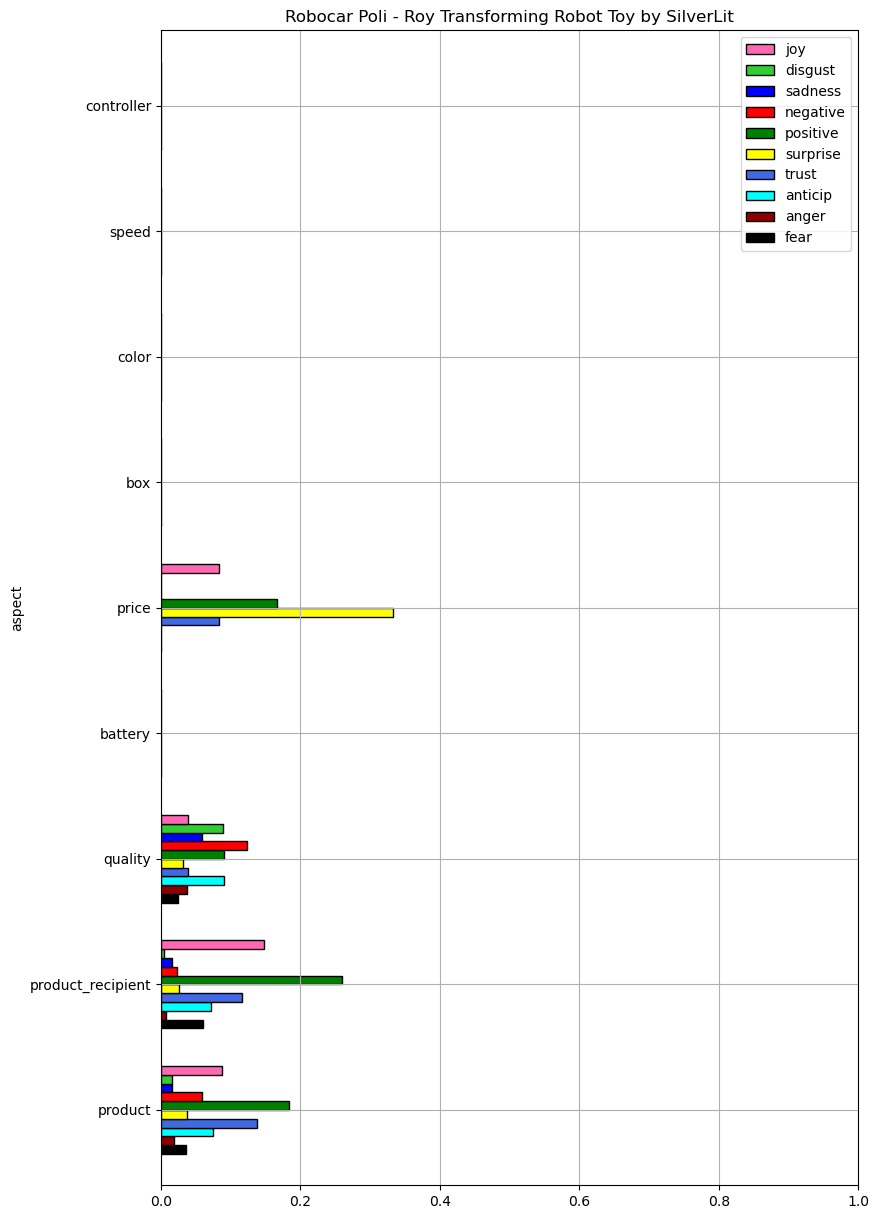 Robocar Poli - Roy Transforming Robot Toy by SilverLit
joy
disgust
sadness
negative
positive
surprise
trust
anticip
anger
fear
controller
speed
color
box
price
battery
quality
product_recipient
product
aspect
0.0 0.2 0.4 0.6 0.8 1.0